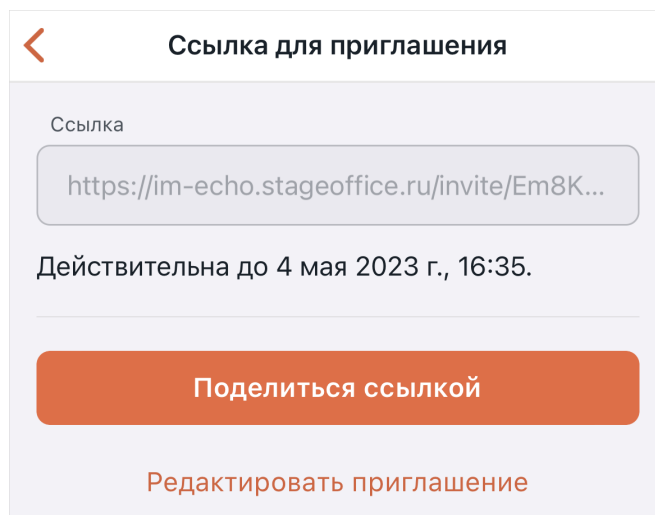 Ссылка для приглашения
Ссылка
https://im-echo.stageoffice.ru/invite/Em8K...
Действительна до 4 мая 2023 г., 16:35.
Поделиться ссылкой
Редактировать приглашение